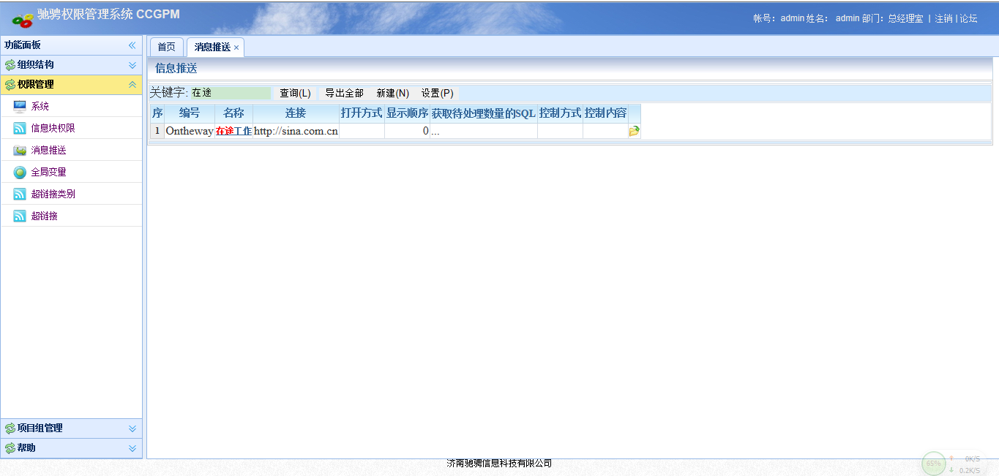 驰骋权限管理系统 CCGPM
帐号： admin 姓名： admin 部门：总经理室 | 注销 | 论坛
功能面板
组织结构
权限管理
系统
信息块权限
消息推送
全局变量
超链接类别
超链接
项目组管理
帮助
首页 消息推送 ×
信息推送
关键字: 在途 查询(L) 导出全部 新建(N) 设置(P)
序 编号 名称 连接 打开方式 显示顺序 获取待处理数量的SQL 控制方式 控制内容
1 Ontheway 在途工作 http://sina.com.cn 0 ...
济南驰骋信息科技有限公司
65%
0K/S
0.2K/S